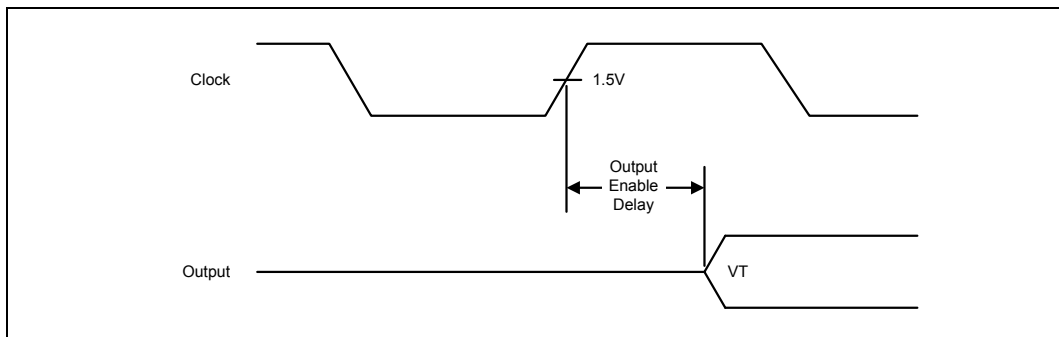 Clock
1.5V
Output
Enable
Delay
Output
VT